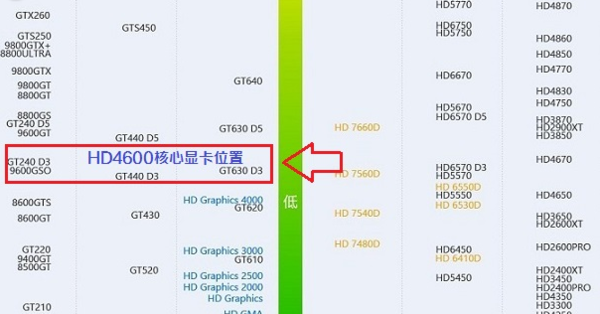 GTX260
GTS250
9800GTX+
8800ULTRA
9800GTX
9800GT
8800GT
8800GS
GT240 D5
9600GT
GT240 D3
9600GSO
8600GTS
8600GT
GT220
9400GT
8500GT
GT210
GTS450
GT440 D5
GT440 D3
GT430
GT520
GT640
GT630 D5
HD4600核心显卡位置
GT630 D3
HD Graphics 4000
GT620
HD Graphics 3000
GT610
HD Graphics 2500
HD Graphics 2000
HD Graphics
HD GMA
低
HD 7660D
HD 7560D
HD 7540D
HD 7480D
HD5770
HD6750
HD5750
HD6670
HD5670
HD6570 D5
HD6570 D3
HD5570
HD 6550D
HD5550
HD 6530D
HD6450
HD 6410D
HD5450
HD4870
HD4860
HD4850
HD4770
HD4830
HD4750
HD3870
HD2900XT
HD3850
HD4670
HD4650
HD3650
HD2600XT
HD2600PRO
HD2400XT
HD3450
HD2400PRO
HD4350
HD3300
HD4250